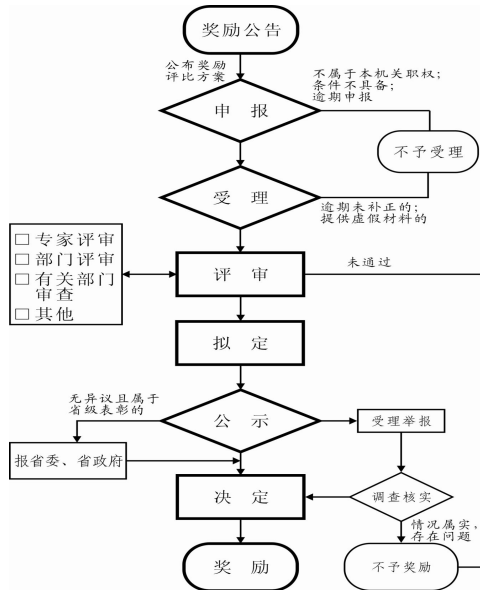 奖励公告
公布奖励
评比方案
不属于本机关职权；
条件不具备；
逾期申报
申 报
不予受理
受 理
逾期未补正的；
提供虚假材料的
□ 专家评审
□ 部门评审
□ 有关部门
审查
□ 其他
评 审
未通过
拟 定
无异议且属于
省级表彰的
公 示
受理举报
报省委、省政府
调查核实
决 定
情况属实，
存在问题
奖 励
不予奖励